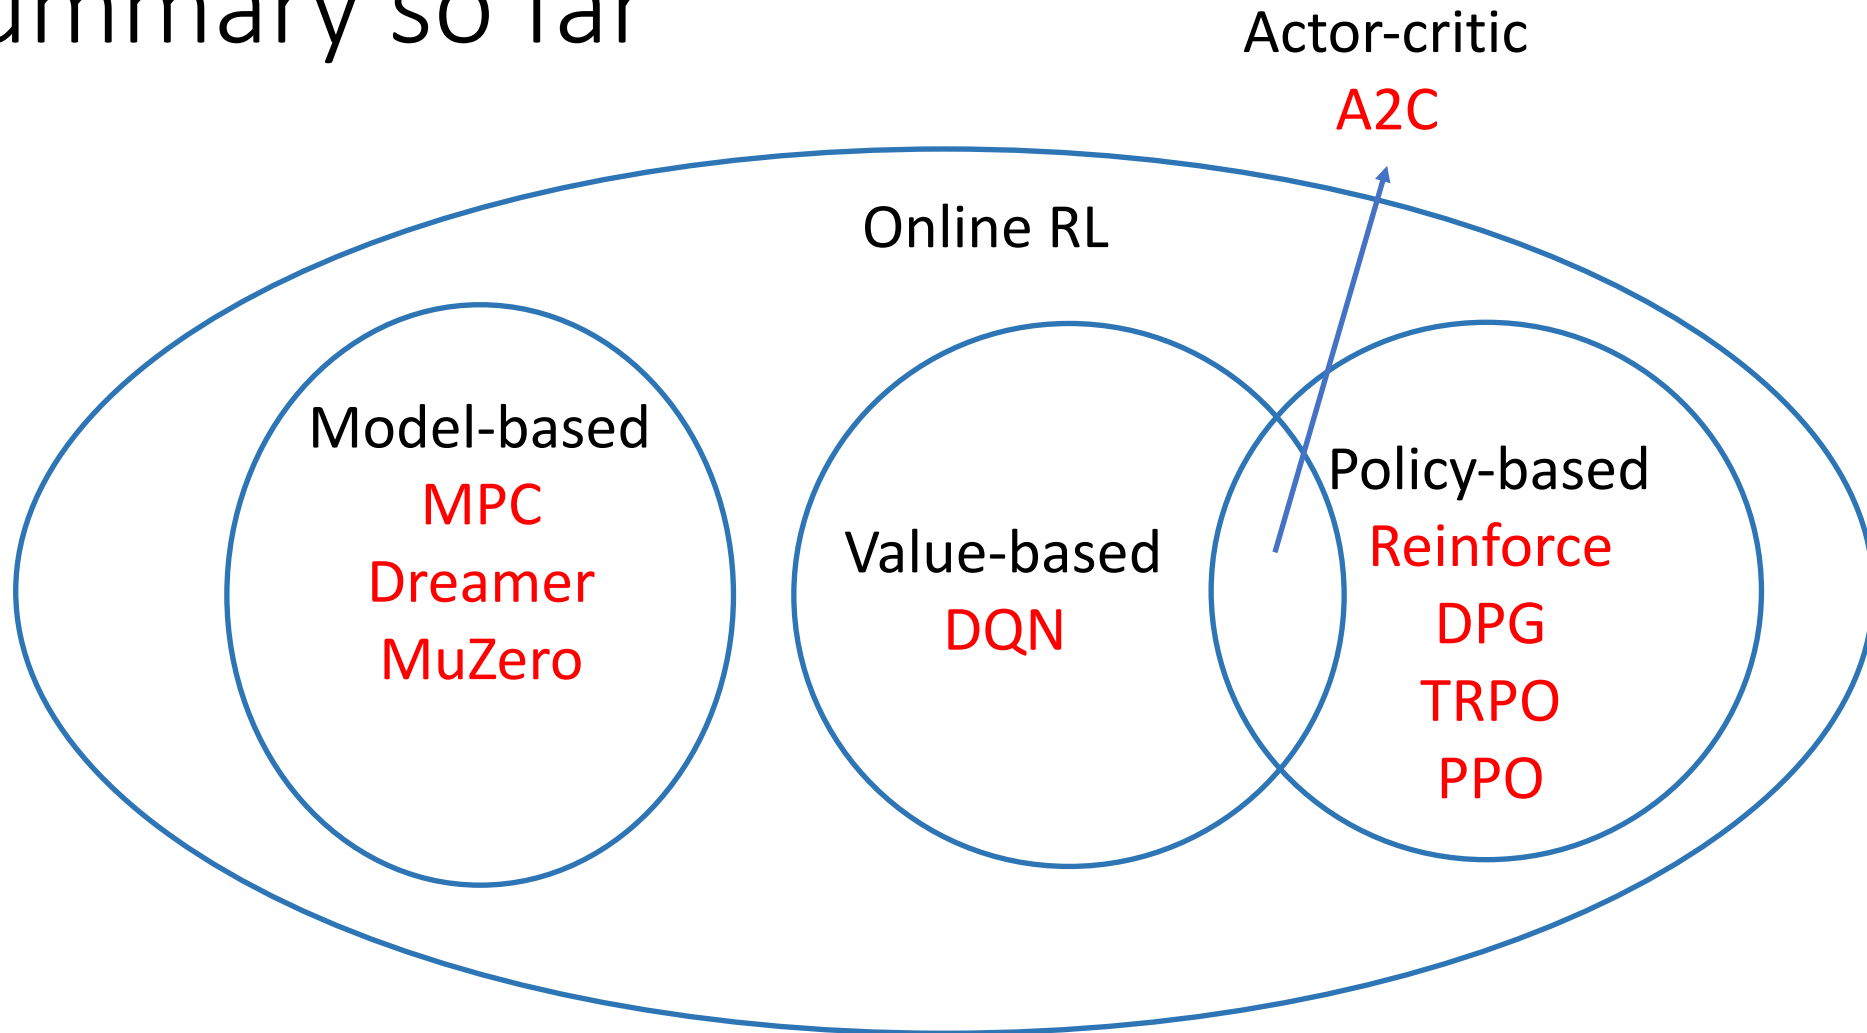 ummary so far
Actor-critic
A2C
Online RL
Model-based
MPC
Dreamer
MuZero
Value-based
DQN
Policy-based
Reinforce
DPG
TRPO
PPO